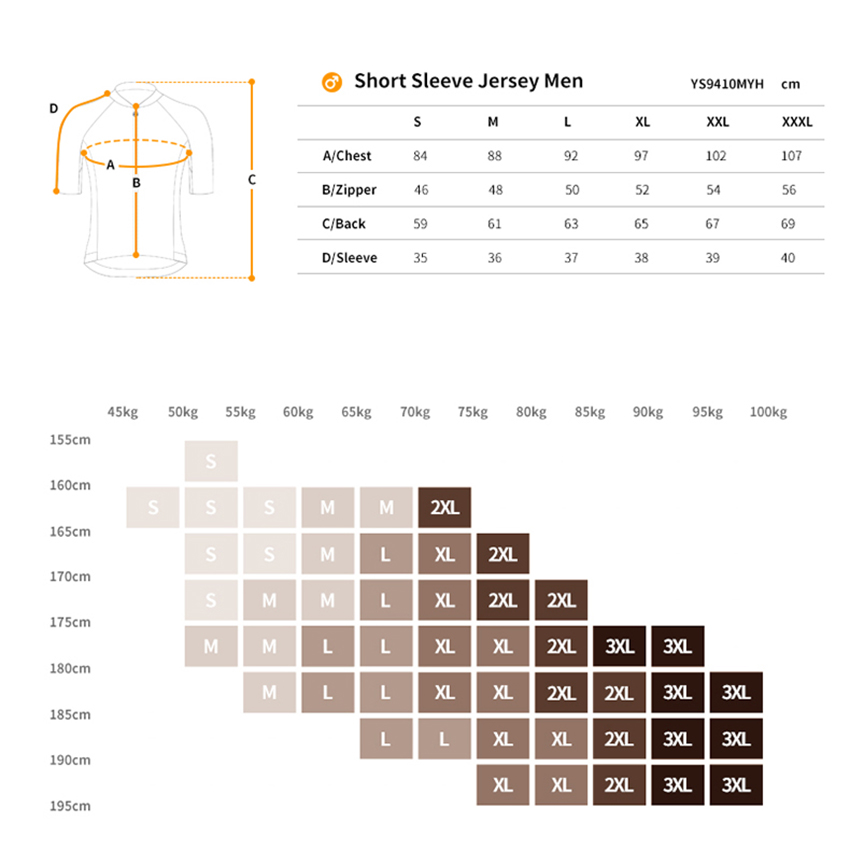 Short Sleeve Jersey Men YS9410MYH cm
S M L XL XXL XXXL
A/Chest 84 88 92 97 102 107
B/Zipper 46 48 50 52 54 56
C/Back 59 61 63 65 67 69
D/Sleeve 35 36 37 38 39 40
D
A
B
C
45kg 50kg 55kg 60kg 65kg 70kg 75kg 80kg 85kg 90kg 95kg 100kg
155cm
S
160cm
S S S M M 2XL
165cm
S S M L XL 2XL
170cm
S M M L XL 2XL 2XL
175cm
M M L L XL XL 2XL 3XL 3XL
180cm
M L L XL XL 2XL 2XL 3XL 3XL
185cm
L L XL XL 2XL 3XL 3XL
190cm
XL XL 2XL 3XL 3XL
195cm